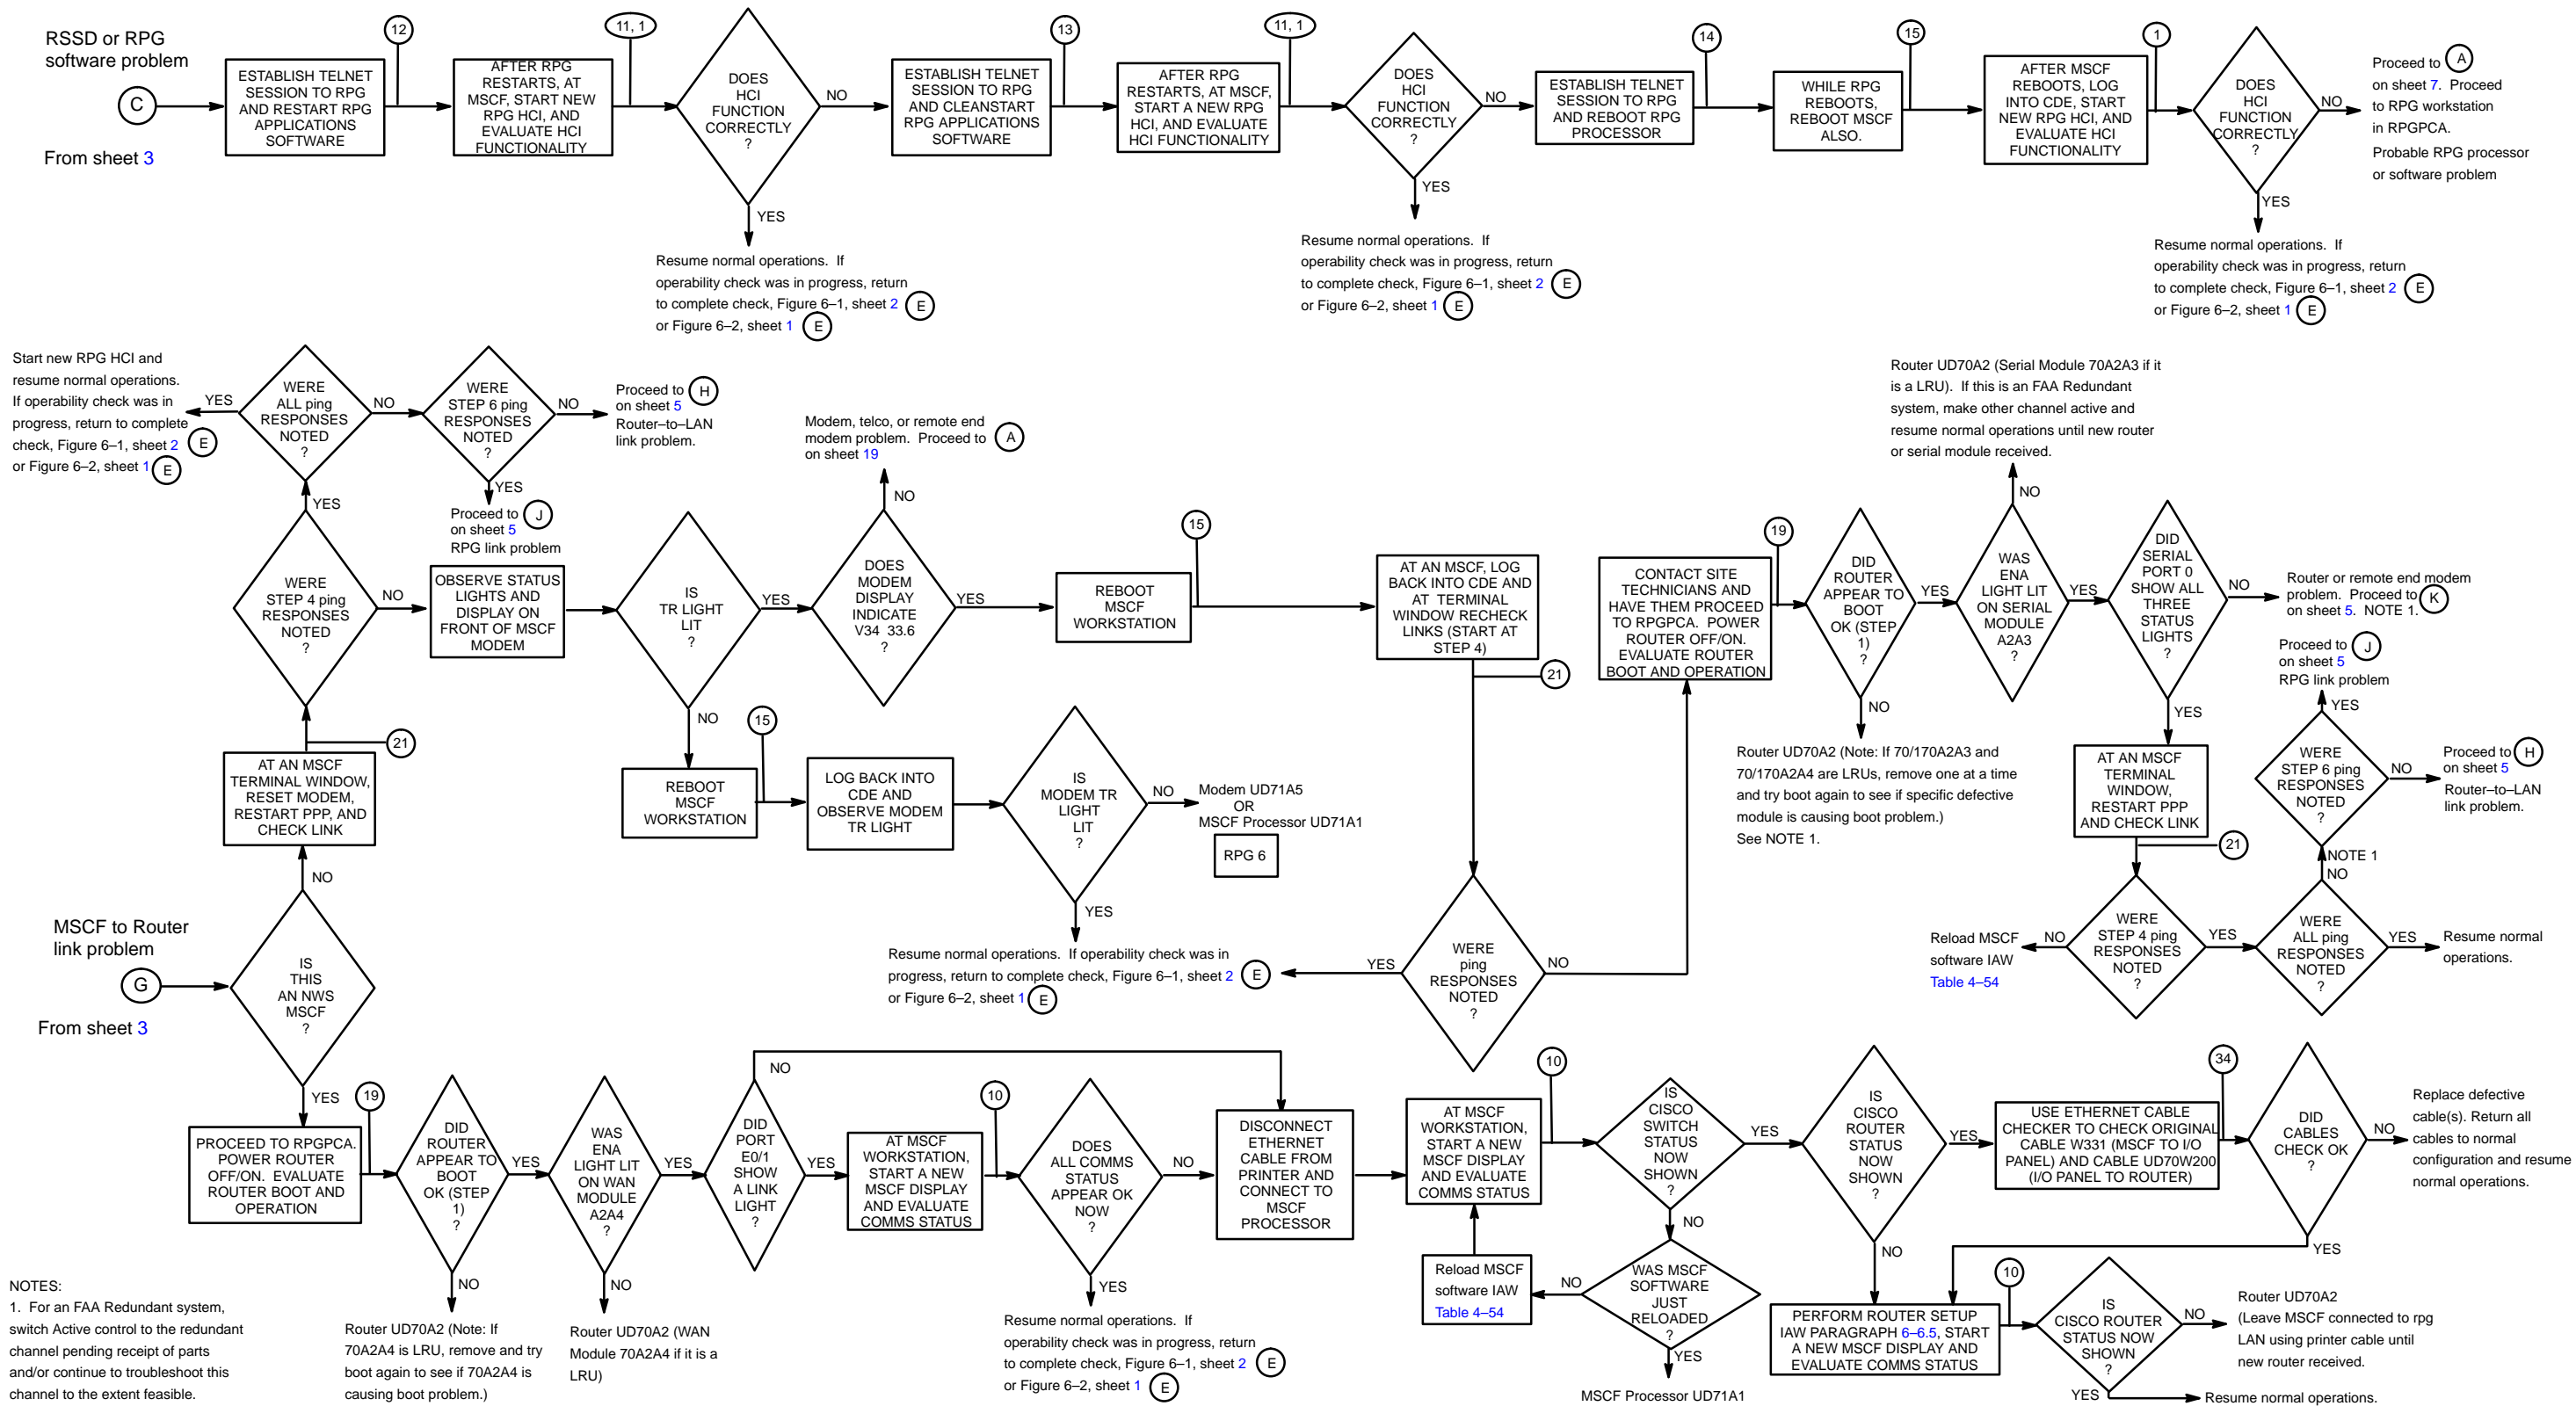 RSSD or RPG
software problem
C
From sheet 3
ESTABLISH TELNET
SESSION TO RPG
AND RESTART RPG
APPLICATIONS
SOFTWARE
12
AFTER RPG
RESTARTS, AT
MSCF, START NEW
RPG HCI, AND
EVALUATE HCI
FUNCTIONALITY
11, 1
DOES
HCI
FUNCTION
CORRECTLY
?
NO
YES
Resume normal operations. If
operability check was in progress, return
to complete check, Figure 6–1, sheet 2 E
or Figure 6–2, sheet 1 E
ESTABLISH TELNET
SESSION TO RPG
AND CLEANSTART
RPG APPLICATIONS
SOFTWARE
13
AFTER RPG
RESTARTS, AT MSCF,
START A NEW RPG
HCI, AND EVALUATE
HCI FUNCTIONALITY
11, 1
DOES
HCI
FUNCTION
CORRECTLY
?
NO
YES
Resume normal operations. If
operability check was in progress, return
to complete check, Figure 6–1, sheet 2 E
or Figure 6–2, sheet 1 E
ESTABLISH TELNET
SESSION TO RPG
AND REBOOT RPG
PROCESSOR
14
WHILE RPG
REBOOTS,
REBOOT MSCF
ALSO.
15
AFTER MSCF
REBOOTS, LOG
INTO CDE, START
NEW RPG HCI, AND
EVALUATE HCI
FUNCTIONALITY
1
DOES
HCI
FUNCTION
CORRECTLY
?
NO
YES
Proceed to A
on sheet 7. Proceed
to RPG workstation
in RPGPCA.
Probable RPG processor
or software problem
Resume normal operations. If
operability check was in progress, return
to complete check, Figure 6–1, sheet 2 E
or Figure 6–2, sheet 1 E
Start new RPG HCI and
resume normal operations.
If operability check was in
progress, return to complete
check, Figure 6–1, sheet 2 E
or Figure 6–2, sheet 1 E
YES
WERE
ALL ping
RESPONSES
NOTED
?
NO
WERE
STEP 6 ping
RESPONSES
NOTED
?
NO
Proceed to H
on sheet 5
Router–to–LAN
link problem.
YES
Proceed to J
on sheet 5
RPG link problem
YES
WERE
STEP 4 ping
RESPONSES
NOTED
?
NO
OBSERVE STATUS
LIGHTS AND
DISPLAY ON
FRONT OF MSCF
MODEM
IS
TR LIGHT
LIT
?
YES
NO
DOES
MODEM
DISPLAY
INDICATE
V34 33.6
?
NO
Modem, telco, or remote end
modem problem. Proceed to A
on sheet 19
YES
REBOOT
MSCF
WORKSTATION
15
AT AN MSCF, LOG
BACK INTO CDE AND
AT TERMINAL
WINDOW RECHECK
LINKS (START AT
STEP 4)
21
CONTACT SITE
TECHNICIANS AND
HAVE THEM PROCEED
TO RPGPCA. POWER
ROUTER OFF/ON.
EVALUATE ROUTER
BOOT AND OPERATION
19
DID
ROUTER
APPEAR TO
BOOT
OK (STEP
1)
?
YES
NO
Router UD70A2 (Note: If 70/170A2A3 and
70/170A2A4 are LRUs, remove one at a time
and try boot again to see if specific defective
module is causing boot problem.)
See NOTE 1.
Router UD70A2 (Serial Module 70A2A3 if it
is a LRU). If this is an FAA Redundant
system, make other channel active and
resume normal operations until new router
or serial module received.
NO
WAS
ENA
LIGHT LIT
ON SERIAL
MODULE
A2A3
?
YES
DID
SERIAL
PORT 0
SHOW ALL
THREE
STATUS
LIGHTS
?
NO
Router or remote end modem
problem. Proceed to K
on sheet 5. NOTE 1.
YES
AT AN MSCF
TERMINAL
WINDOW,
RESTART PPP
AND CHECK LINK
21
WERE
STEP 4 ping
RESPONSES
NOTED
?
NO
Reload MSCF
software IAW
Table 4–54
YES
WERE
ALL ping
RESPONSES
NOTED
?
YES
Resume normal
operations.
NO
NOTE 1
WERE
STEP 6 ping
RESPONSES
NOTED
?
NO
Proceed to H
on sheet 5
Router–to–LAN
link problem.
YES
Proceed to J
on sheet 5
RPG link problem
21
AT AN MSCF
TERMINAL WINDOW,
RESET MODEM,
RESTART PPP, AND
CHECK LINK
NO
REBOOT
MSCF
WORKSTATION
15
LOG BACK INTO
CDE AND
OBSERVE MODEM
TR LIGHT
IS
MODEM TR
LIGHT
LIT
?
NO
Modem UD71A5
OR
MSCF Processor UD71A1
RPG 6
YES
Resume normal operations. If operability check was in
progress, return to complete check, Figure 6–1, sheet 2 E
or Figure 6–2, sheet 1 E
YES
WERE
ping
RESPONSES
NOTED
?
NO
MSCF to Router
link problem
G
From sheet 3
IS
THIS
AN NWS
MSCF
?
YES
PROCEED TO RPGPCA.
POWER ROUTER
OFF/ON. EVALUATE
ROUTER BOOT AND
OPERATION
19
DID
ROUTER
APPEAR TO
BOOT
OK (STEP
1)
?
YES
NO
Router UD70A2 (Note: If
70A2A4 is LRU, remove and try
boot again to see if 70A2A4 is
causing boot problem.)
WAS
ENA
LIGHT LIT
ON WAN
MODULE
A2A4
?
YES
NO
Router UD70A2 (WAN
Module 70A2A4 if it is a
LRU)
DID
PORT
E0/1
SHOW
A LINK
LIGHT
?
NO
YES
AT MSCF
WORKSTATION,
START A NEW
MSCF DISPLAY
AND EVALUATE
COMMS STATUS
10
DOES
ALL COMMS
STATUS
APPEAR OK
NOW
?
NO
YES
Resume normal operations. If
operability check was in progress, return
to complete check, Figure 6–1, sheet 2 E
or Figure 6–2, sheet 1 E
DISCONNECT
ETHERNET
CABLE FROM
PRINTER AND
CONNECT TO
MSCF
PROCESSOR
AT MSCF
WORKSTATION,
START A NEW
MSCF DISPLAY
AND EVALUATE
COMMS STATUS
10
IS
CISCO
SWITCH
STATUS
NOW
SHOWN
?
YES
NO
WAS MSCF
SOFTWARE
JUST
RELOADED
?
NO
Reload MSCF
software IAW
Table 4–54
YES
MSCF Processor UD71A1
IS
CISCO
ROUTER
STATUS
NOW
SHOWN
?
YES
NO
USE ETHERNET CABLE
CHECKER TO CHECK ORIGINAL
CABLE W331 (MSCF TO I/O
PANEL) AND CABLE UD70W200
(I/O PANEL TO ROUTER)
34
DID
CABLES
CHECK OK
?
NO
Replace defective
cable(s). Return all
cables to normal
configuration and resume
normal operations.
YES
PERFORM ROUTER SETUP
IAW PARAGRAPH 6–6.5, START
A NEW MSCF DISPLAY AND
EVALUATE COMMS STATUS
10
IS
CISCO ROUTER
STATUS NOW
SHOWN
?
NO
Router UD70A2
(Leave MSCF connected to rpg
LAN using printer cable until
new router received.
YES
Resume normal operations.
NOTES:
1. For an FAA Redundant system,
switch Active control to the redundant
channel pending receipt of parts
and/or continue to troubleshoot this
channel to the extent feasible.